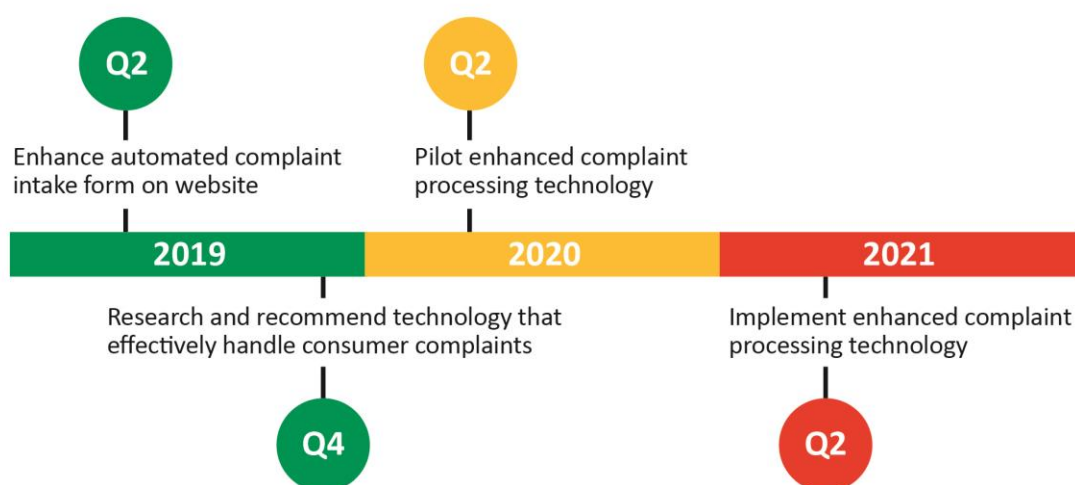 Q2
Q2
Enhance automated complaint
intake form on website
Pilot enhanced complaint
processing technology
2019
2020
2021
Research and recommend technology that
effectively handle consumer complaints
Implement enhanced complaint
processing technology
Q4
Q2